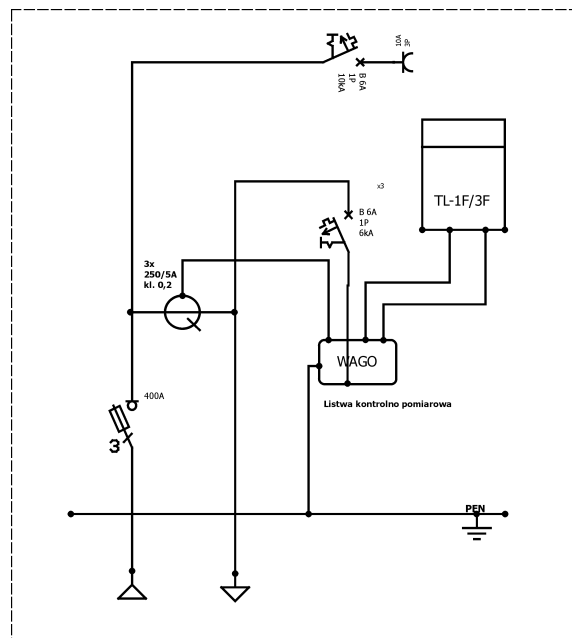 10A
3P
B 6A
1P
10kA
x3
TL-1F/3F
B 6A
1P
6kA
3x
250/5A
kl. 0,2
WAGO
400A
Listwa kontrolno pomiarowa
3
PEN